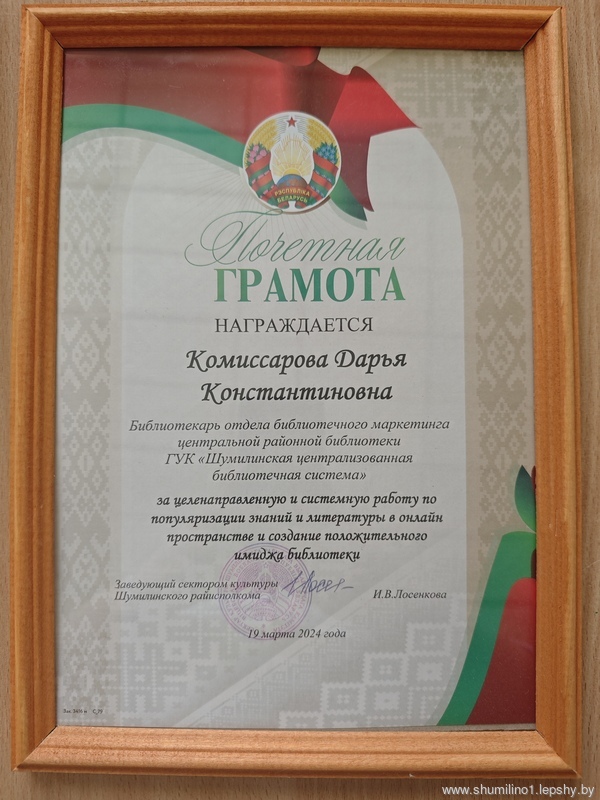 РЭСПУБЛІКА
БЕЛАРУСЬ
Почетная
ГРАМОТА
НАГРАЖДАЕТСЯ
Комиссарова Дарья
Константиновна
Библиотекарь отдела библиотечного маркетинга
центральной районной библиотеки
ГУК «Шумилинская централизованная
библиотечная система»
за целенаправленную и системную работу по
популяризации знаний и литературы в онлайн
пространстве и создание положительного
имиджа библиотеки
Заведующий сектором культуры
Шумилинского райисполкома
И.В.Лосенкова
19 марта 2024 года
www.shumilino1.lepshy.by